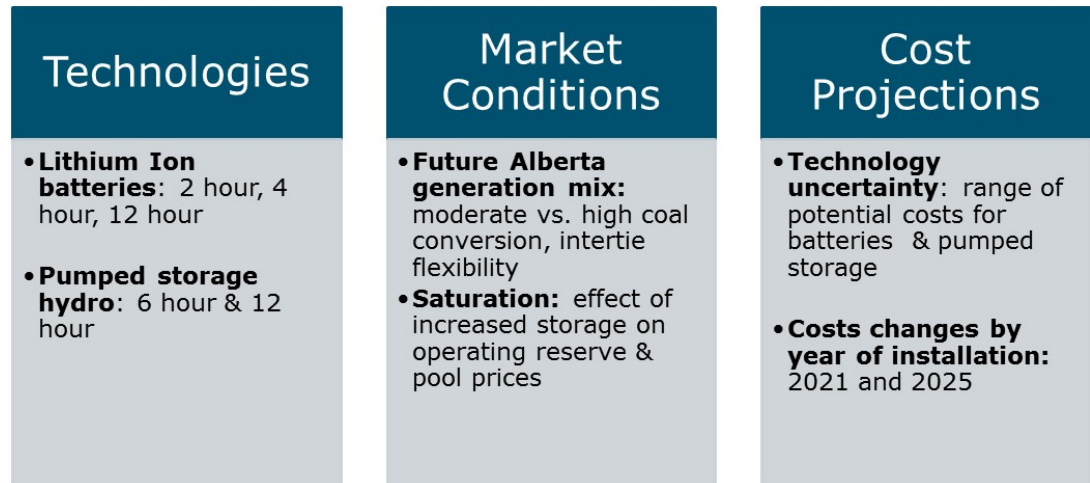 Technologies
•Lithium Ion
batteries: 2 hour, 4
hour, 12 hour
•Pumped storage
hydro: 6 hour & 12
hour
Market
Conditions
•Future Alberta
generation mix:
moderate vs. high coal
conversion, intertie
flexibility
•Saturation: effect of
increased storage on
operating reserve &
pool prices
Cost
Projections
•Technology
uncertainty: range of
potential costs for
batteries & pumped
storage
•Costs changes by
year of installation:
2021 and 2025